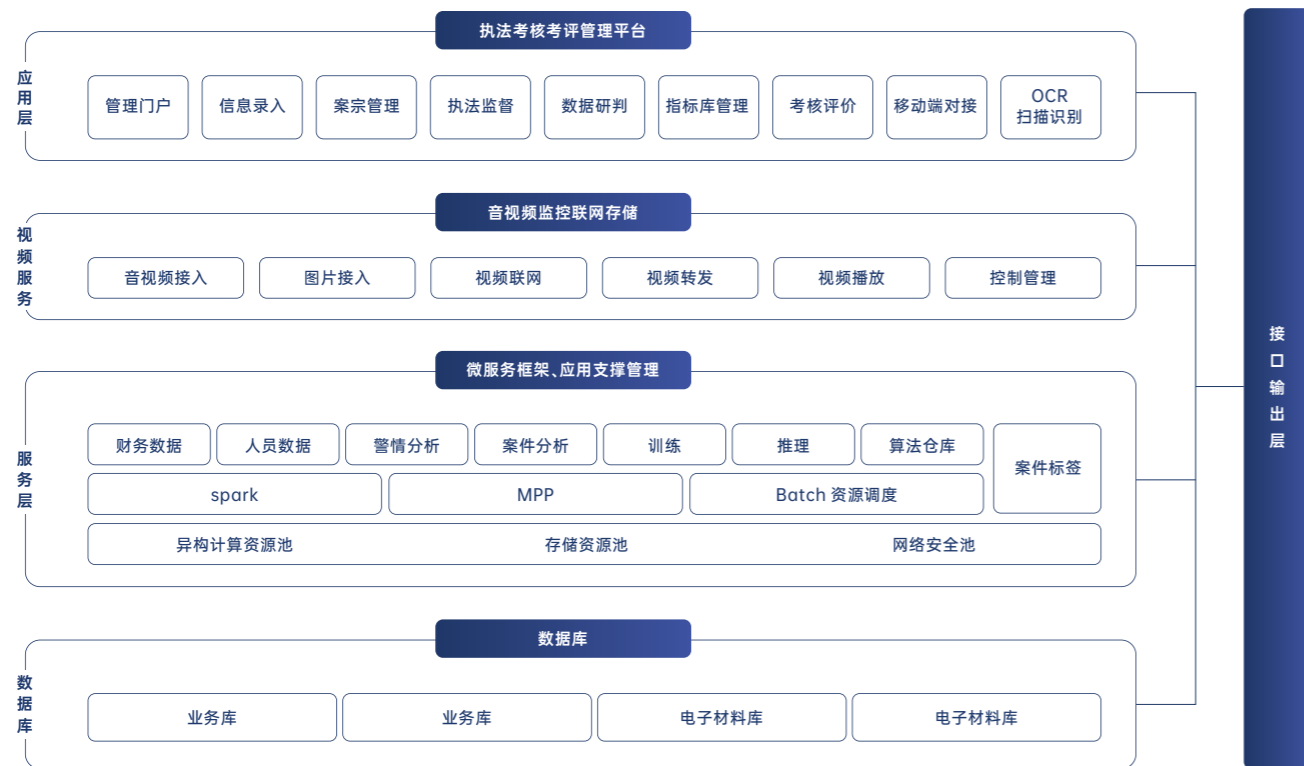 执法考核考评管理平台
应用层
管理门户
信息录入
案宗管理
执法监督
数据研判
指标库管理
考核评价
移动端对接
OCR
扫描识别
音视频监控联网存储
视频服务
音视频接入
图片接入
视频联网
视频转发
视频播放
控制管理
微服务框架、应用支撑管理
服务层
财务数据
人员数据
警情分析
案件分析
训练
推理
算法仓库
案件标签
spark
MPP
Batch 资源调度
异构计算资源池
存储资源池
网络安全池
数据库
数据库
业务库
业务库
电子材料库
电子材料库
接口输出层